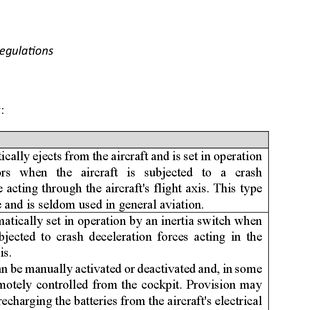 egulations
:
ically ejects from the aircraft and is set in operation
rs when the aircraft is subjected to a crash
e acting through the aircraft's flight axis. This type
e and is seldom used in general aviation.
matically set in operation by an inertia switch when
bjected to crash deceleration forces acting in the
is.
an be manually activated or deactivated and, in some
motely controlled from the cockpit. Provision may
recharging the batteries from the aircraft's electrical